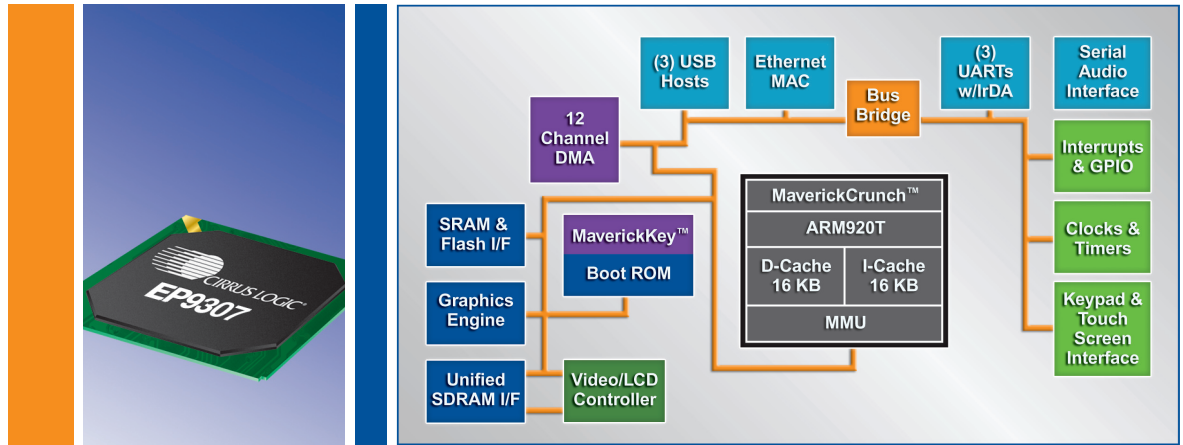 CIRRUS LOGIC®
EP9307
(3) USB
Hosts
Ethernet
MAC
Bus
Bridge
(3)
UARTs
w/IrDA
Serial
Audio
Interface
12
Channel
DMA
Interrupts
& GPIO
MaverickCrunch™
ARM920T
D-Cache
16 KB
I-Cache
16 KB
MMU
SRAM &
Flash I/F
MaverickKey™
Boot ROM
Clocks &
Timers
Graphics
Engine
Keypad &
Touch
Screen
Interface
Unified
SDRAM I/F
Video/LCD
Controller